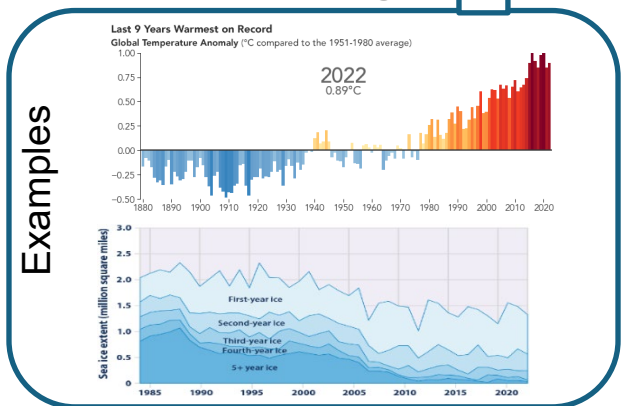 Examples
Last 9 Years Warmest on Record
Global Temperature Anomaly (°C compared to the 1951-1980 average)
1.00
0.75
0.50
0.25
0.00
−0.25
−0.50
2022
0.89°C
1880 1890 1900 1910 1920 1930 1940 1950 1960 1970 1980 1990 2000 2010 2020
Sea ice extent (million square miles)
3.0
2.5
2.0
1.5
1.0
0.5
0
First-year ice
Second-year ice
Third-year ice
Fourth-year ice
5+ year ice
1985 1990 1995 2000 2005 2010 2015 2020